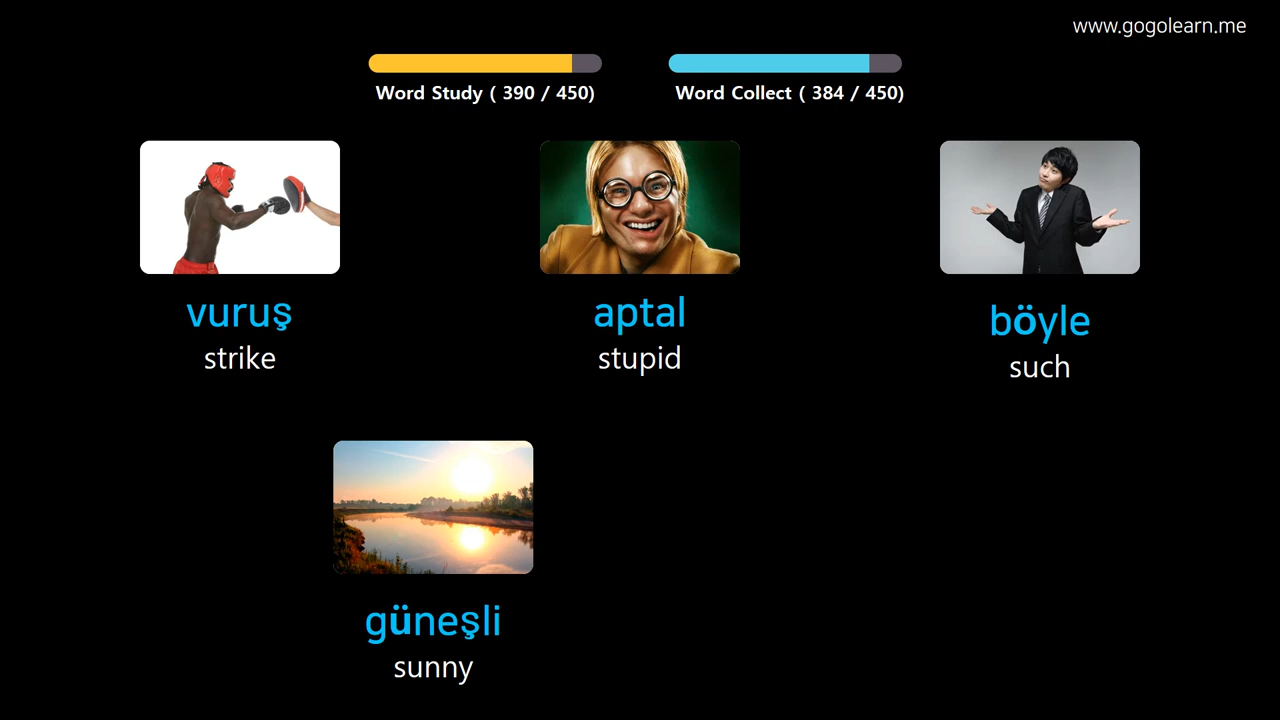 www.gogolearn.me
Word Study ( 390 / 450)
Word Collect ( 384 / 450)
vuruş
strike
aptal
stupid
böyle
such
güneşli
sunny